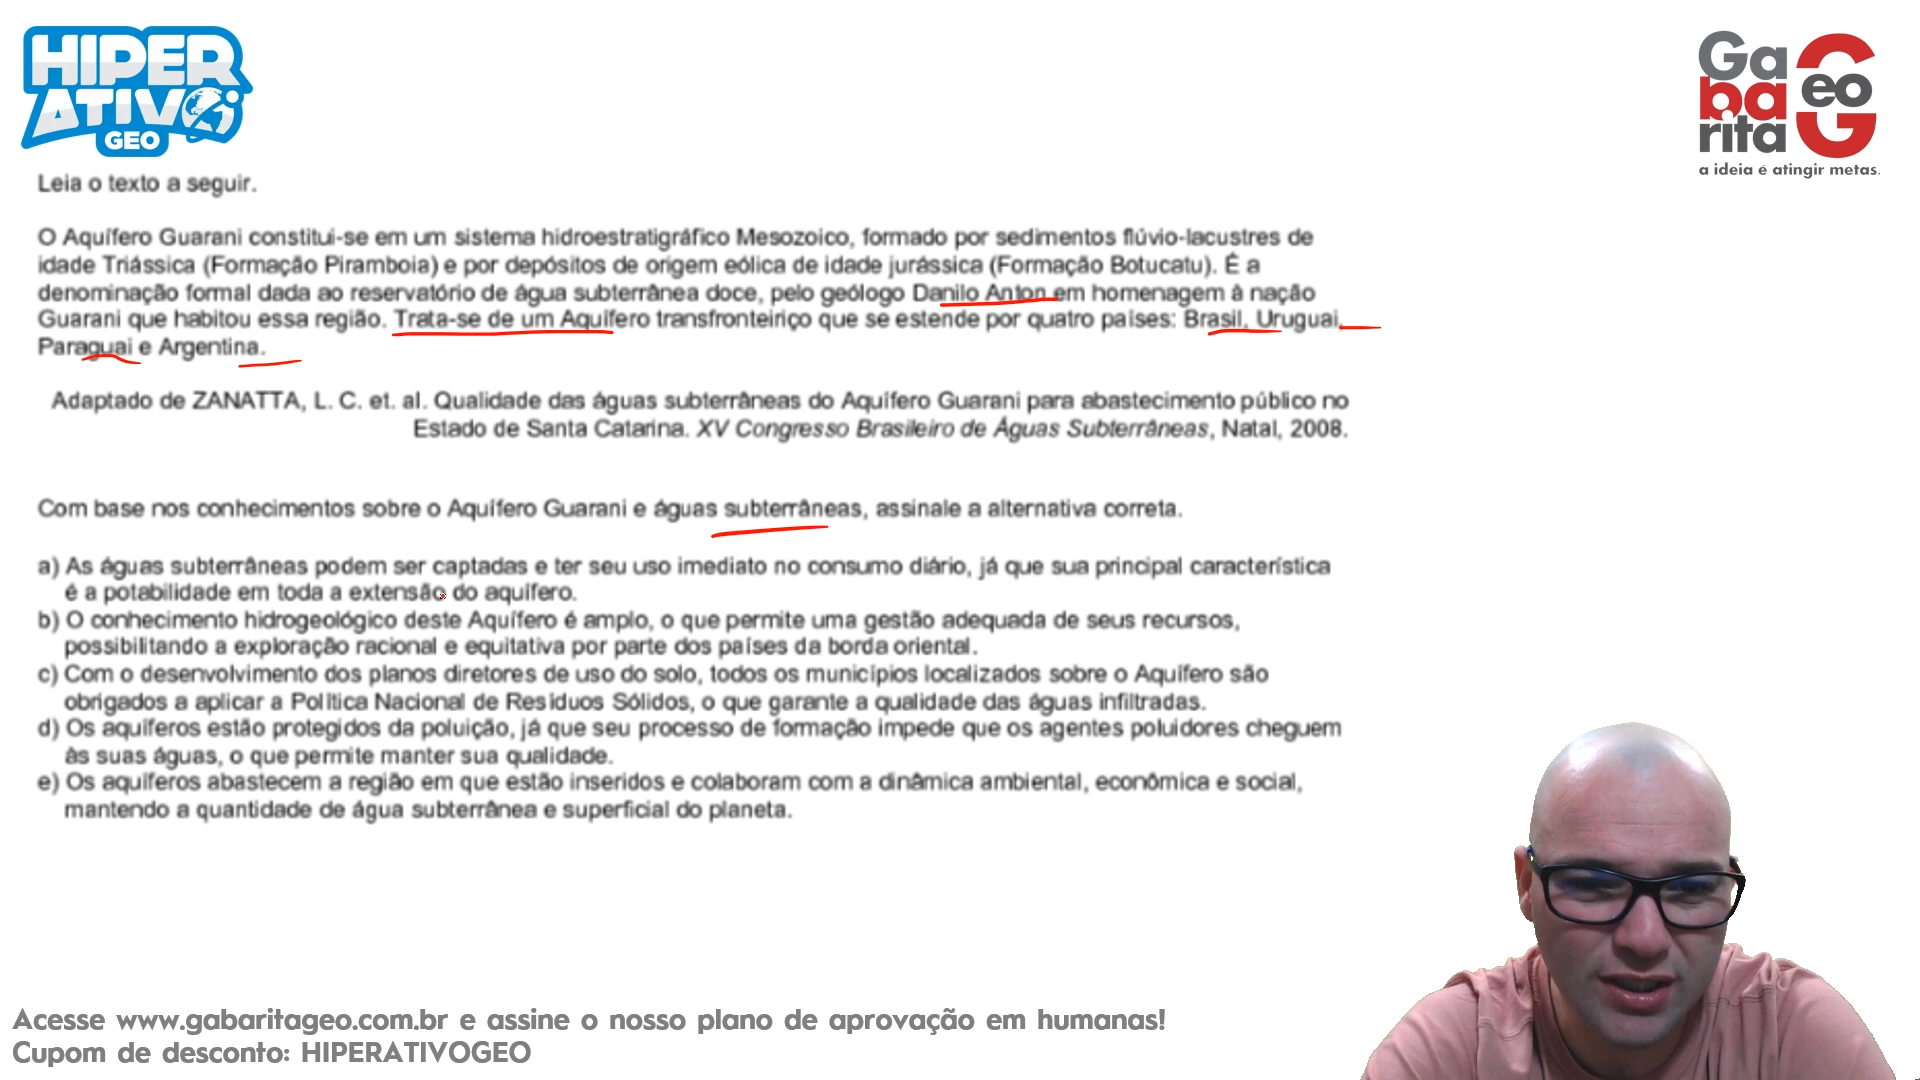 HIPER
ATIVO
GEO
Ga
ba
rita
Geo
a ideia é atingir metas.
Leia o texto a seguir.
O Aquífero Guarani constitui-se em um sistema hidroestratigráfico Mesozoico, formado por sedimentos flúvio-lacustres de
idade Triássica (Formação Piramboia) e por depósitos de origem eólica de idade jurássica (Formação Botucatu). É a
denominação formal dada ao reservatório de água subterrânea doce, pelo geólogo Danilo Anton em homenagem à nação
Guarani que habitou essa região. Trata-se de um Aquífero transfronteiriço que se estende por quatro países: Brasil, Uruguai,
Paraguai e Argentina.
Adaptado de ZANATTA, L. C. et. al. Qualidade das águas subterrâneas do Aquífero Guarani para abastecimento público no
Estado de Santa Catarina. XV Congresso Brasileiro de Águas Subterrâneas, Natal, 2008.
Com base nos conhecimentos sobre o Aquífero Guarani e águas subterrâneas, assinale a alternativa correta.
a) As águas subterrâneas podem ser captadas e ter seu uso imediato no consumo diário, já que sua principal característica
é a potabilidade em toda a extensão do aquífero.
b) O conhecimento hidrogeológico deste Aquífero é amplo, o que permite uma gestão adequada de seus recursos,
possibilitando a exploração racional e equitativa por parte dos países da borda oriental.
c) Com o desenvolvimento dos planos diretores de uso do solo, todos os municípios localizados sobre o Aquífero são
obrigados a aplicar a Política Nacional de Resíduos Sólidos, o que garante a qualidade das águas infiltradas.
d) Os aquíferos estão protegidos da poluição, já que seu processo de formação impede que os agentes poluidores cheguem
às suas águas, o que permite manter sua qualidade.
e) Os aquíferos abastecem a região em que estão inseridos e colaboram com a dinâmica ambiental, econômica e social,
mantendo a quantidade de água subterrânea e superficial do planeta.
Acesse www.gabaritageo.com.br e assine o nosso plano de aprovação em humanas!
Cupom de desconto: HIPERATIVOGEO